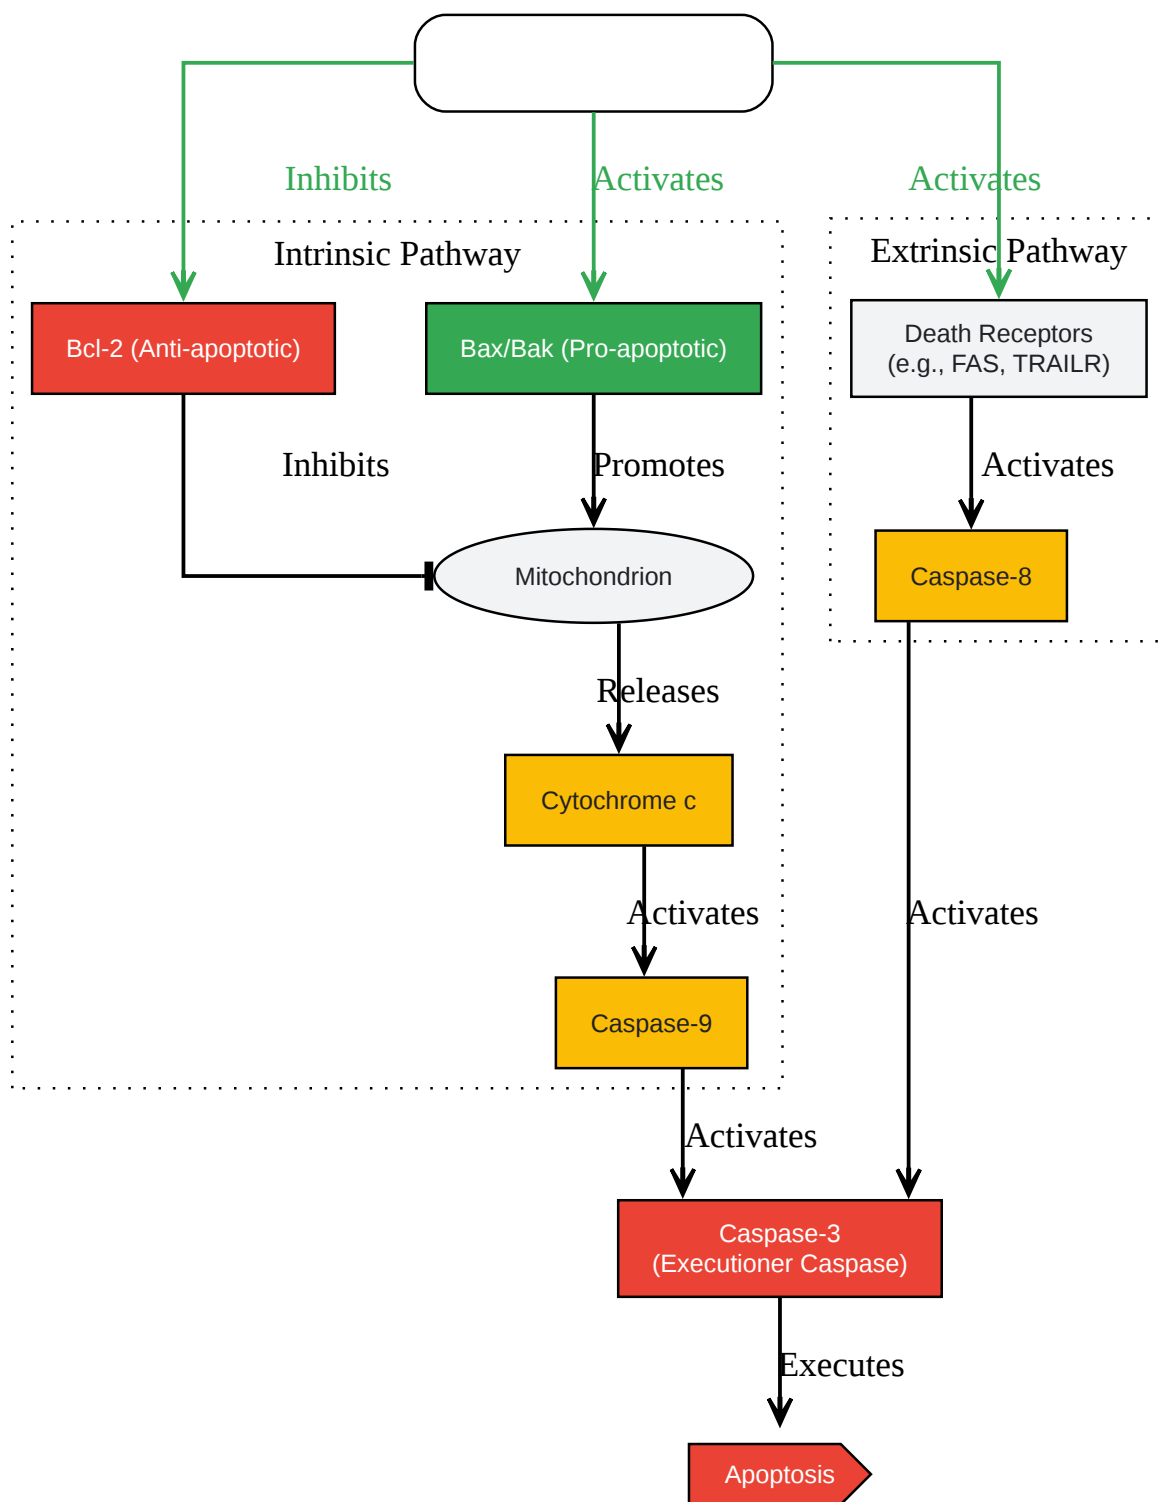 Inhibits
Activates
Activates
Intrinsic Pathway
Extrinsic Pathway
Bcl-2 (Anti-apoptotic)
Bax/Bak (Pro-apoptotic)
Death Receptors
(e.g., FAS, TRAILR)
Inhibits
Promotes
Activates
Mitochondrion
Caspase-8
Releases
Cytochrome c
Activates
Activates
Caspase-9
Activates
Caspase-3
(Executioner Caspase)
Executes
Apoptosis